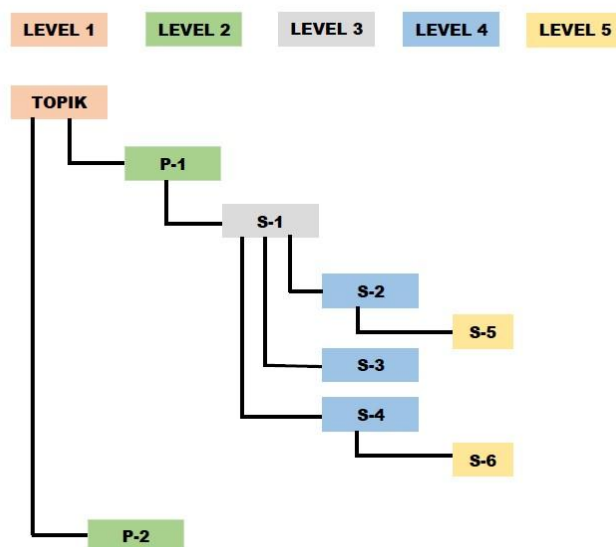 LEVEL 1 LEVEL 2 LEVEL 3 LEVEL 4 LEVEL 5
TOPIK
P-1
S-1
S-2
S-5
S-3
S-4
S-6
P-2